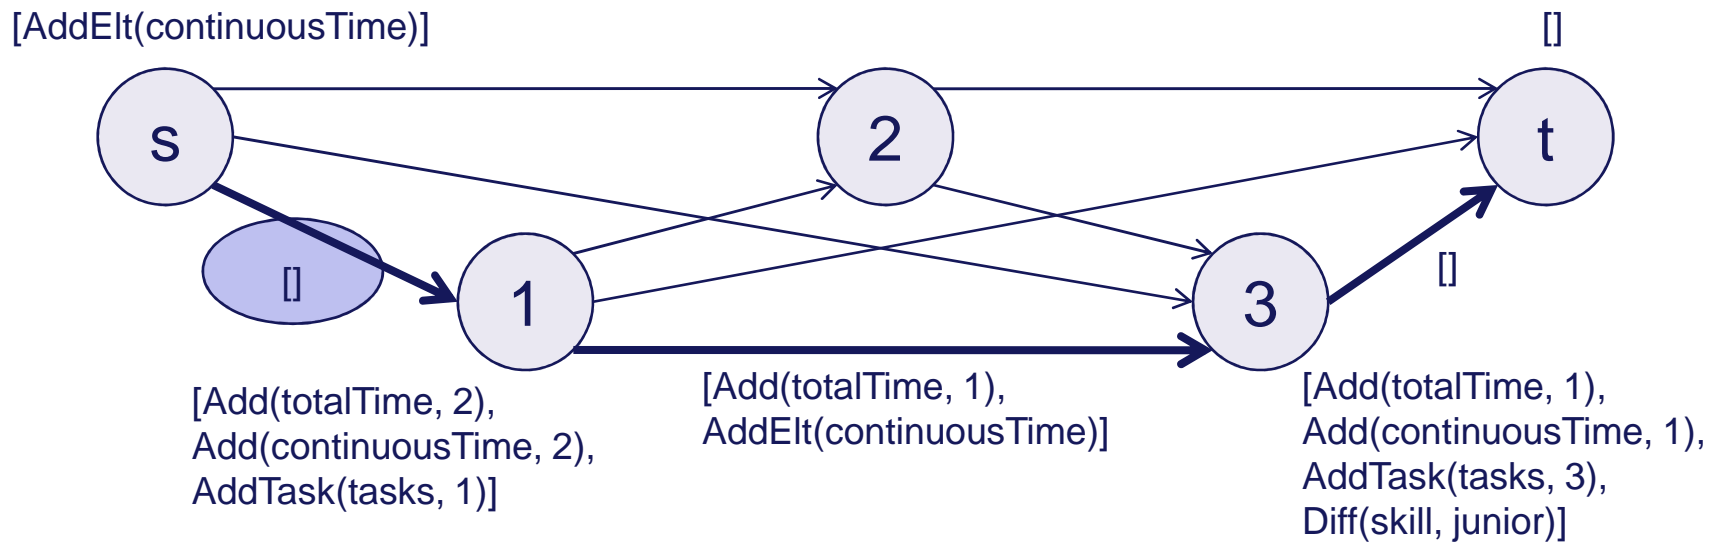 [AddElt(continuousTime)]
[]
s
2
t
[]
1
3
[]
[Add(totalTime, 2),
Add(continuousTime, 2),
AddTask(tasks, 1)]
[Add(totalTime, 1),
AddElt(continuousTime)]
[Add(totalTime, 1),
Add(continuousTime, 1),
AddTask(tasks, 3),
Diff(skill, junior)]